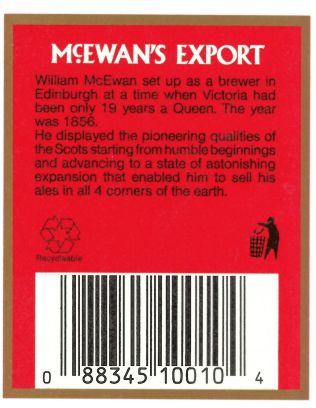 McEWAN'S EXPORT
William McEwan set up as a brewer in
Edinburgh at a time when Victoria had
been only 19 years a Queen. The year
was 1856.
He displayed the pioneering qualities of
the Scots starting from humble beginnings
and advancing to a state of astonishing
expansion that enabled him to sell his
ales in all 4 corners of the earth.
Recycleable
0 88345 10010 4